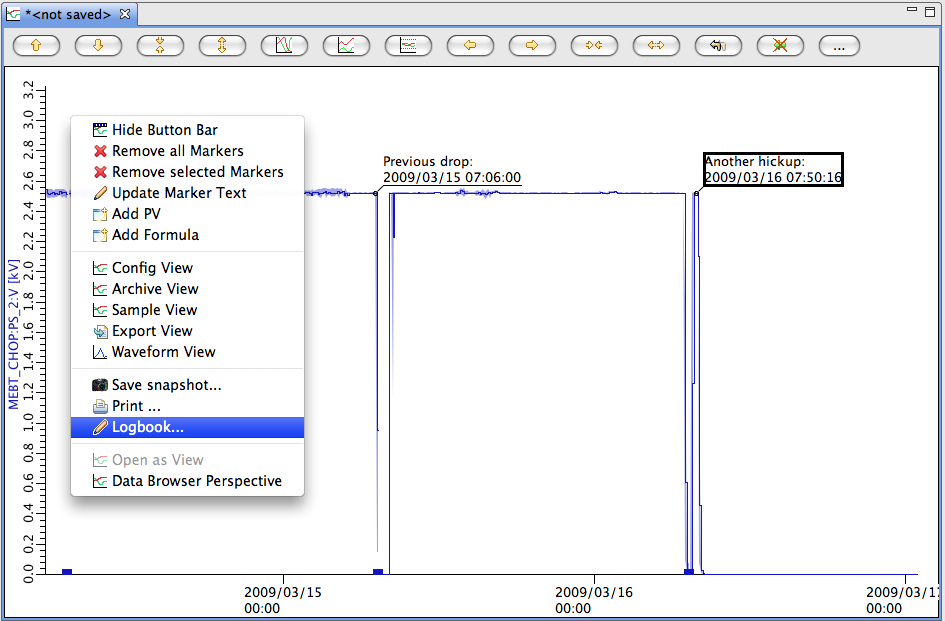 *<not saved>
...
3.2
3.0
2.8
2.6
2.4
2.2
2.0
1.8
1.6
1.4
1.2
1.0
0.8
0.6
0.4
0.2
0.0
MEBT_CHOP:PS_2:V [kV]
Hide Button Bar
Remove all Markers
Remove selected Markers
Update Marker Text
Add PV
Add Formula
Config View
Archive View
Sample View
Export View
Waveform View
Save snapshot...
Print ...
Logbook...
Open as View
Data Browser Perspective
Previous drop:
2009/03/15 07:06:00
Another hickup:
2009/03/16 07:50:16
2009/03/15
00:00
2009/03/16
00:00
2009/03/1
00:00